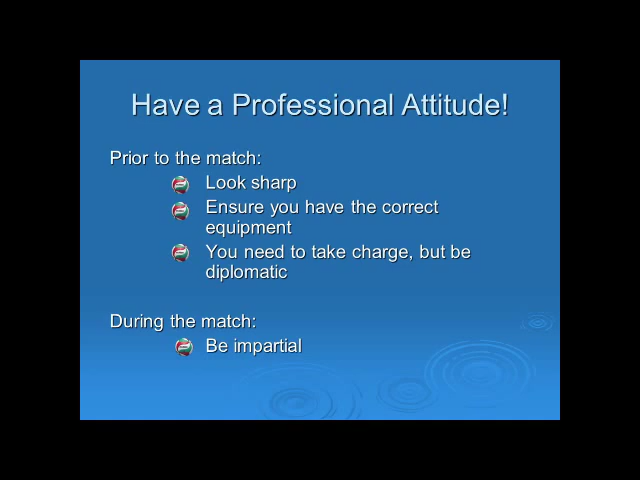 Have a Professional Attitude!
Prior to the match:
Look sharp
Ensure you have the correct
equipment
You need to take charge, but be
diplomatic
During the match:
Be impartial